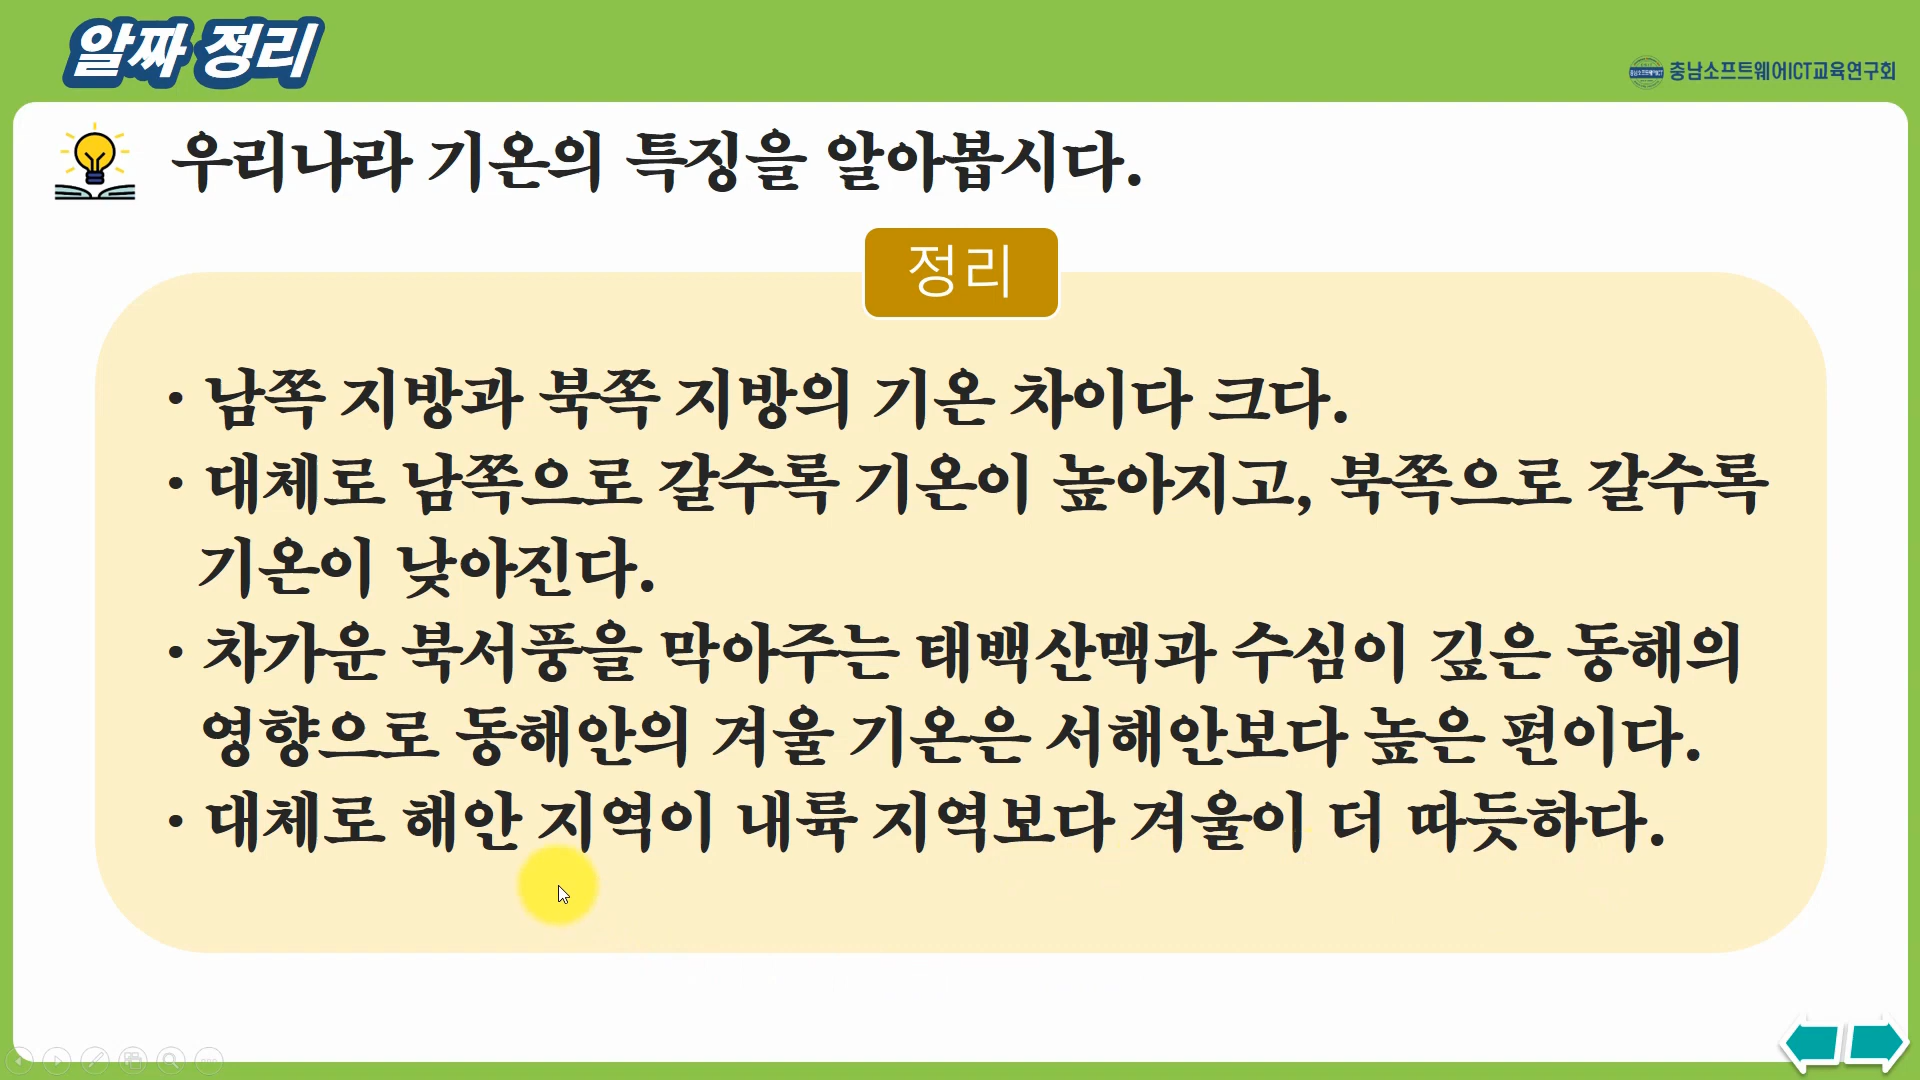 알짜 정리
충남소프트웨어ICT교육연구회
우리나라 기온의 특징을 알아봅시다.
정리
• 남쪽 지방과 북쪽 지방의 기온 차이다 크다.
• 대체로 남쪽으로 갈수록 기온이 높아지고, 북쪽으로 갈수록
기온이 낮아진다.
• 차가운 북서풍을 막아주는 태백산맥과 수심이 깊은 동해의
영향으로 동해안의 겨울 기온은 서해안보다 높은 편이다.
• 대체로 해안 지역이 내륙 지역보다 겨울이 더 따듯하다.